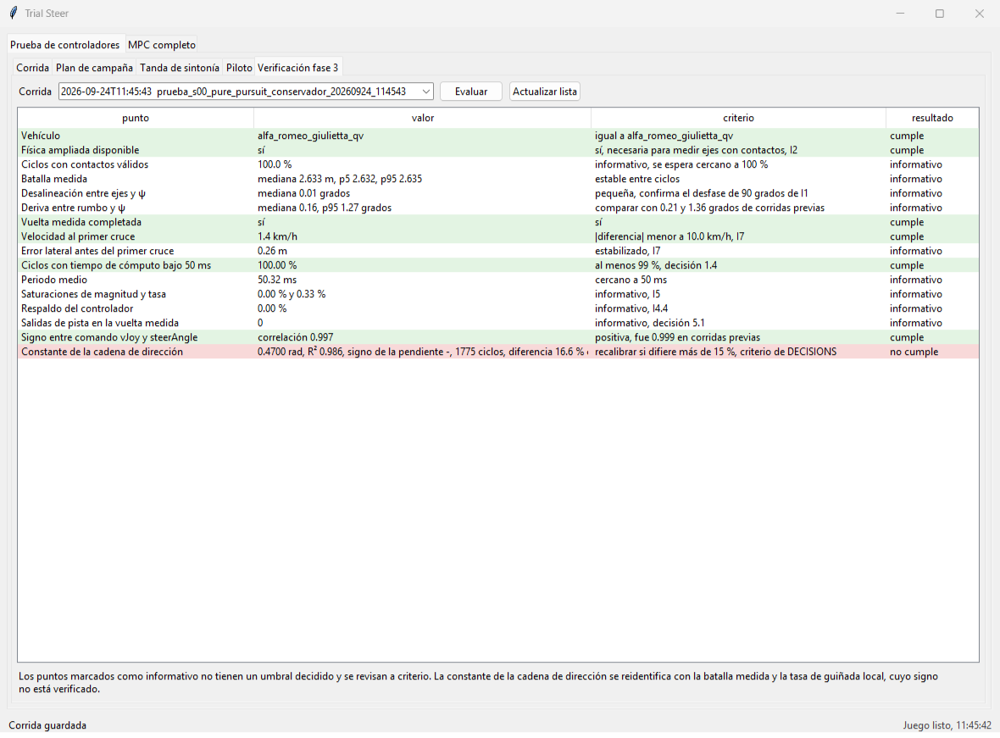 Trial Steer
Prueba de controladores MPC completo
Corrida Plan de campaña Tanda de sintonía Piloto Verificación fase 3
Corrida 2026-09-24T11:45:43 prueba_s00_pure_pursuit_conservador_20260924_114543 Evaluar Actualizar lista
punto valor criterio resultado
Vehículo alfa_romeo_giulietta_qv igual a alfa_romeo_giulietta_qv cumple
Física ampliada disponible sí sí, necesaria para medir ejes con contactos, I2 cumple
Ciclos con contactos válidos 100.0 % informativo, se espera cercano a 100 % informativo
Batalla medida mediana 2.633 m, p5 2.632, p95 2.635 estable entre ciclos informativo
Desalineación entre ejes y ψ mediana 0.01 grados pequeña, confirma el desfase de 90 grados de I1 informativo
Deriva entre rumbo y ψ mediana 0.16, p95 1.27 grados comparar con 0.21 y 1.36 grados de corridas previas informativo
Vuelta medida completada sí sí cumple
Velocidad al primer cruce 1.4 km/h |diferencia| menor a 10.0 km/h, I7 cumple
Error lateral antes del primer cruce 0.26 m estabilizado, I7 informativo
Ciclos con tiempo de cómputo bajo 50 ms 100.00 % al menos 99 %, decisión 1.4 cumple
Periodo medio 50.32 ms cercano a 50 ms informativo
Saturaciones de magnitud y tasa 0.00 % y 0.33 % informativo, I5 informativo
Respaldo del controlador 0.00 % informativo, I4.4 informativo
Salidas de pista en la vuelta medida 0 informativo, decisión 5.1 informativo
Signo entre comando vJoy y steerAngle correlación 0.997 positiva, fue 0.999 en corridas previas cumple
Constante de la cadena de dirección 0.4700 rad, R² 0.986, signo de la pendiente -, 1775 ciclos, diferencia 16.6 % recalibrar si difiere más de 15 %, criterio de DECISIONS no cumple
Los puntos marcados como informativo no tienen un umbral decidido y se revisan a criterio. La constante de la cadena de dirección se reidentifica con la batalla medida y la tasa de guiñada local, cuyo signo
no está verificado.
Corrida guardada Juego listo, 11:45:42